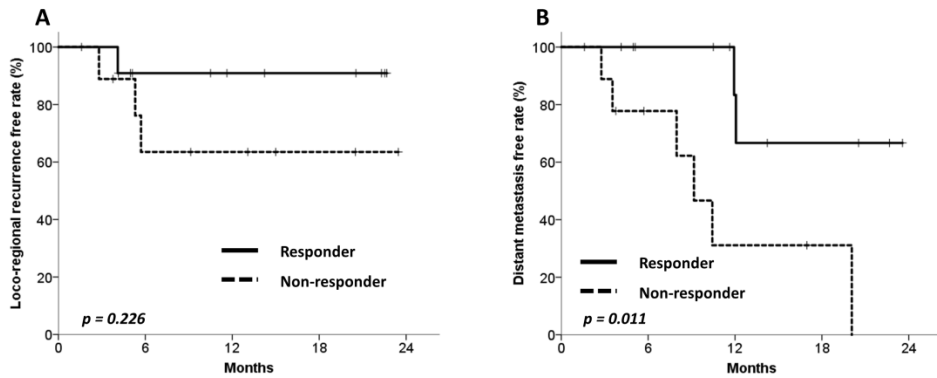 A
Loco-regional recurrence free rate (%)
100
80
60
40
20
0
Responder
Non-responder
p = 0.226
0
6
12
18
24
Months
B
Distant metastasis free rate (%)
100
80
60
40
20
0
Responder
Non-responder
p = 0.011
0
6
12
18
24
Months